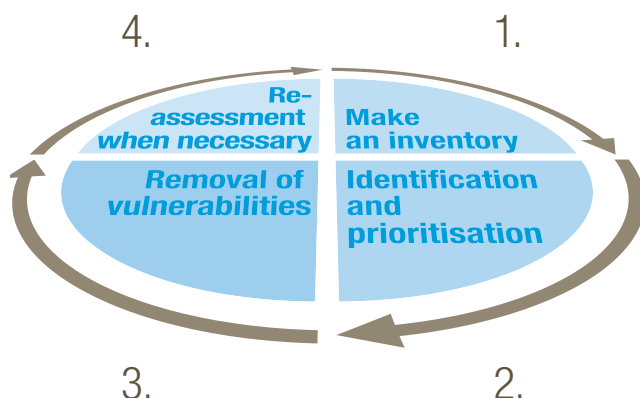 4.
1.
Re-
assessment
when necessary
Make
an inventory
Removal of
vulnerabilities
Identification
and
prioritisation
3.
2.